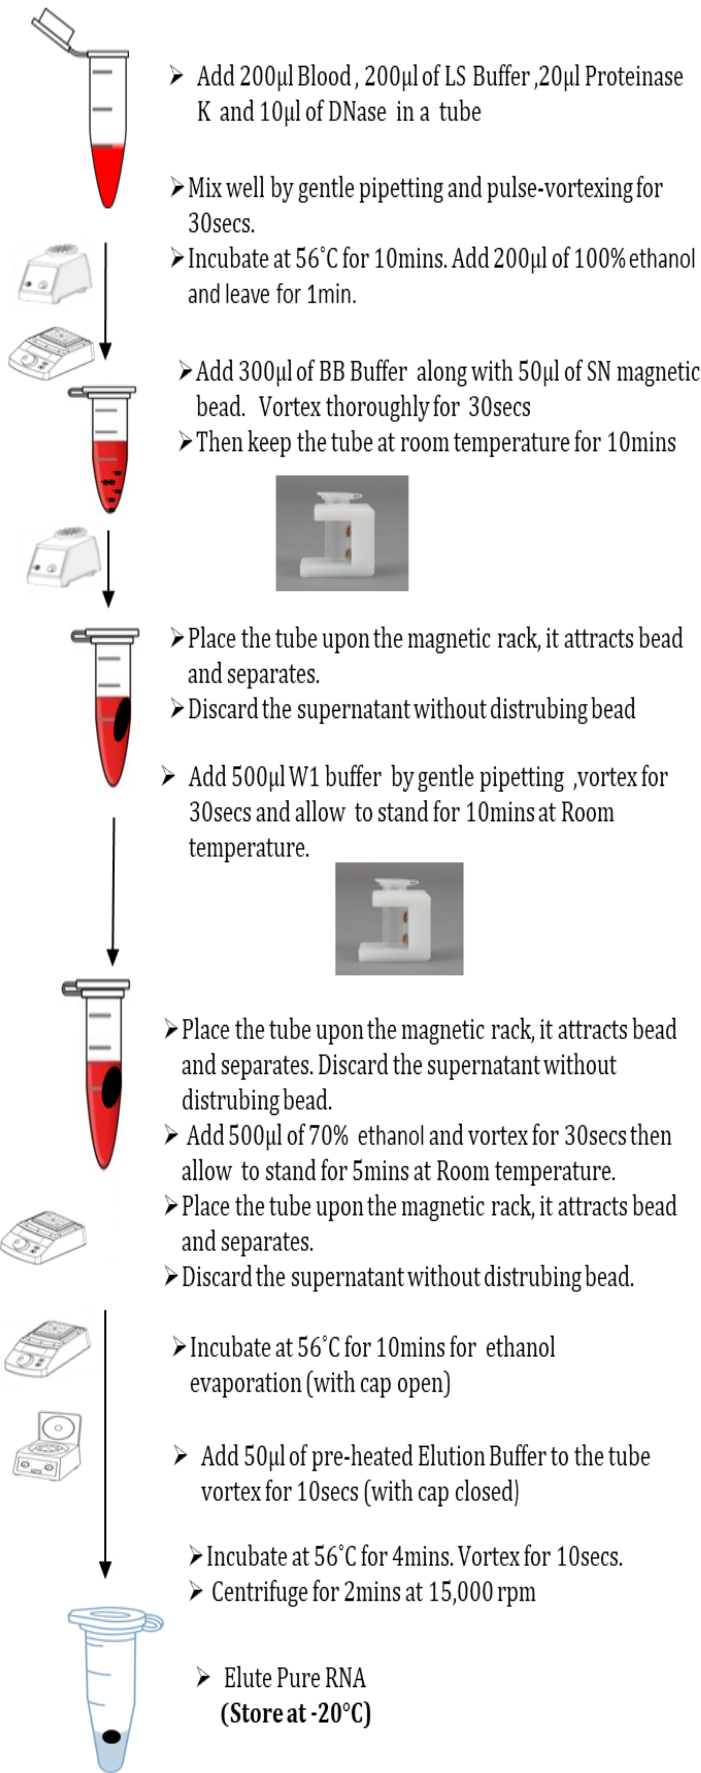 ➢ Add 200µl Blood , 200µl of LS Buffer ,20µl Proteinase
K and 10µl of DNase in a tube
➢ Mix well by gentle pipetting and pulse-vortexing for
30secs.
➢ Incubate at 56˚C for 10mins. Add 200µl of 100% ethanol
and leave for 1min.
➢ Add 300µl of BB Buffer along with 50µl of SN magnetic
bead. Vortex thoroughly for 30secs
➢ Then keep the tube at room temperature for 10mins
➢ Place the tube upon the magnetic rack, it attracts bead
and separates.
➢ Discard the supernatant without distrubing bead
➢ Add 500µl W1 buffer by gentle pipetting ,vortex for
30secs and allow to stand for 10mins at Room
temperature.
➢ Place the tube upon the magnetic rack, it attracts bead
and separates. Discard the supernatant without
distrubing bead.
➢ Add 500µl of 70% ethanol and vortex for 30secs then
allow to stand for 5mins at Room temperature.
➢ Place the tube upon the magnetic rack, it attracts bead
and separates.
➢ Discard the supernatant without distrubing bead.
➢ Incubate at 56˚C for 10mins for ethanol
evaporation (with cap open)
➢ Add 50µl of pre-heated Elution Buffer to the tube
vortex for 10secs (with cap closed)
➢ Incubate at 56˚C for 4mins. Vortex for 10secs.
➢ Centrifuge for 2mins at 15,000 rpm
➢ Elute Pure RNA
(Store at -20°C)